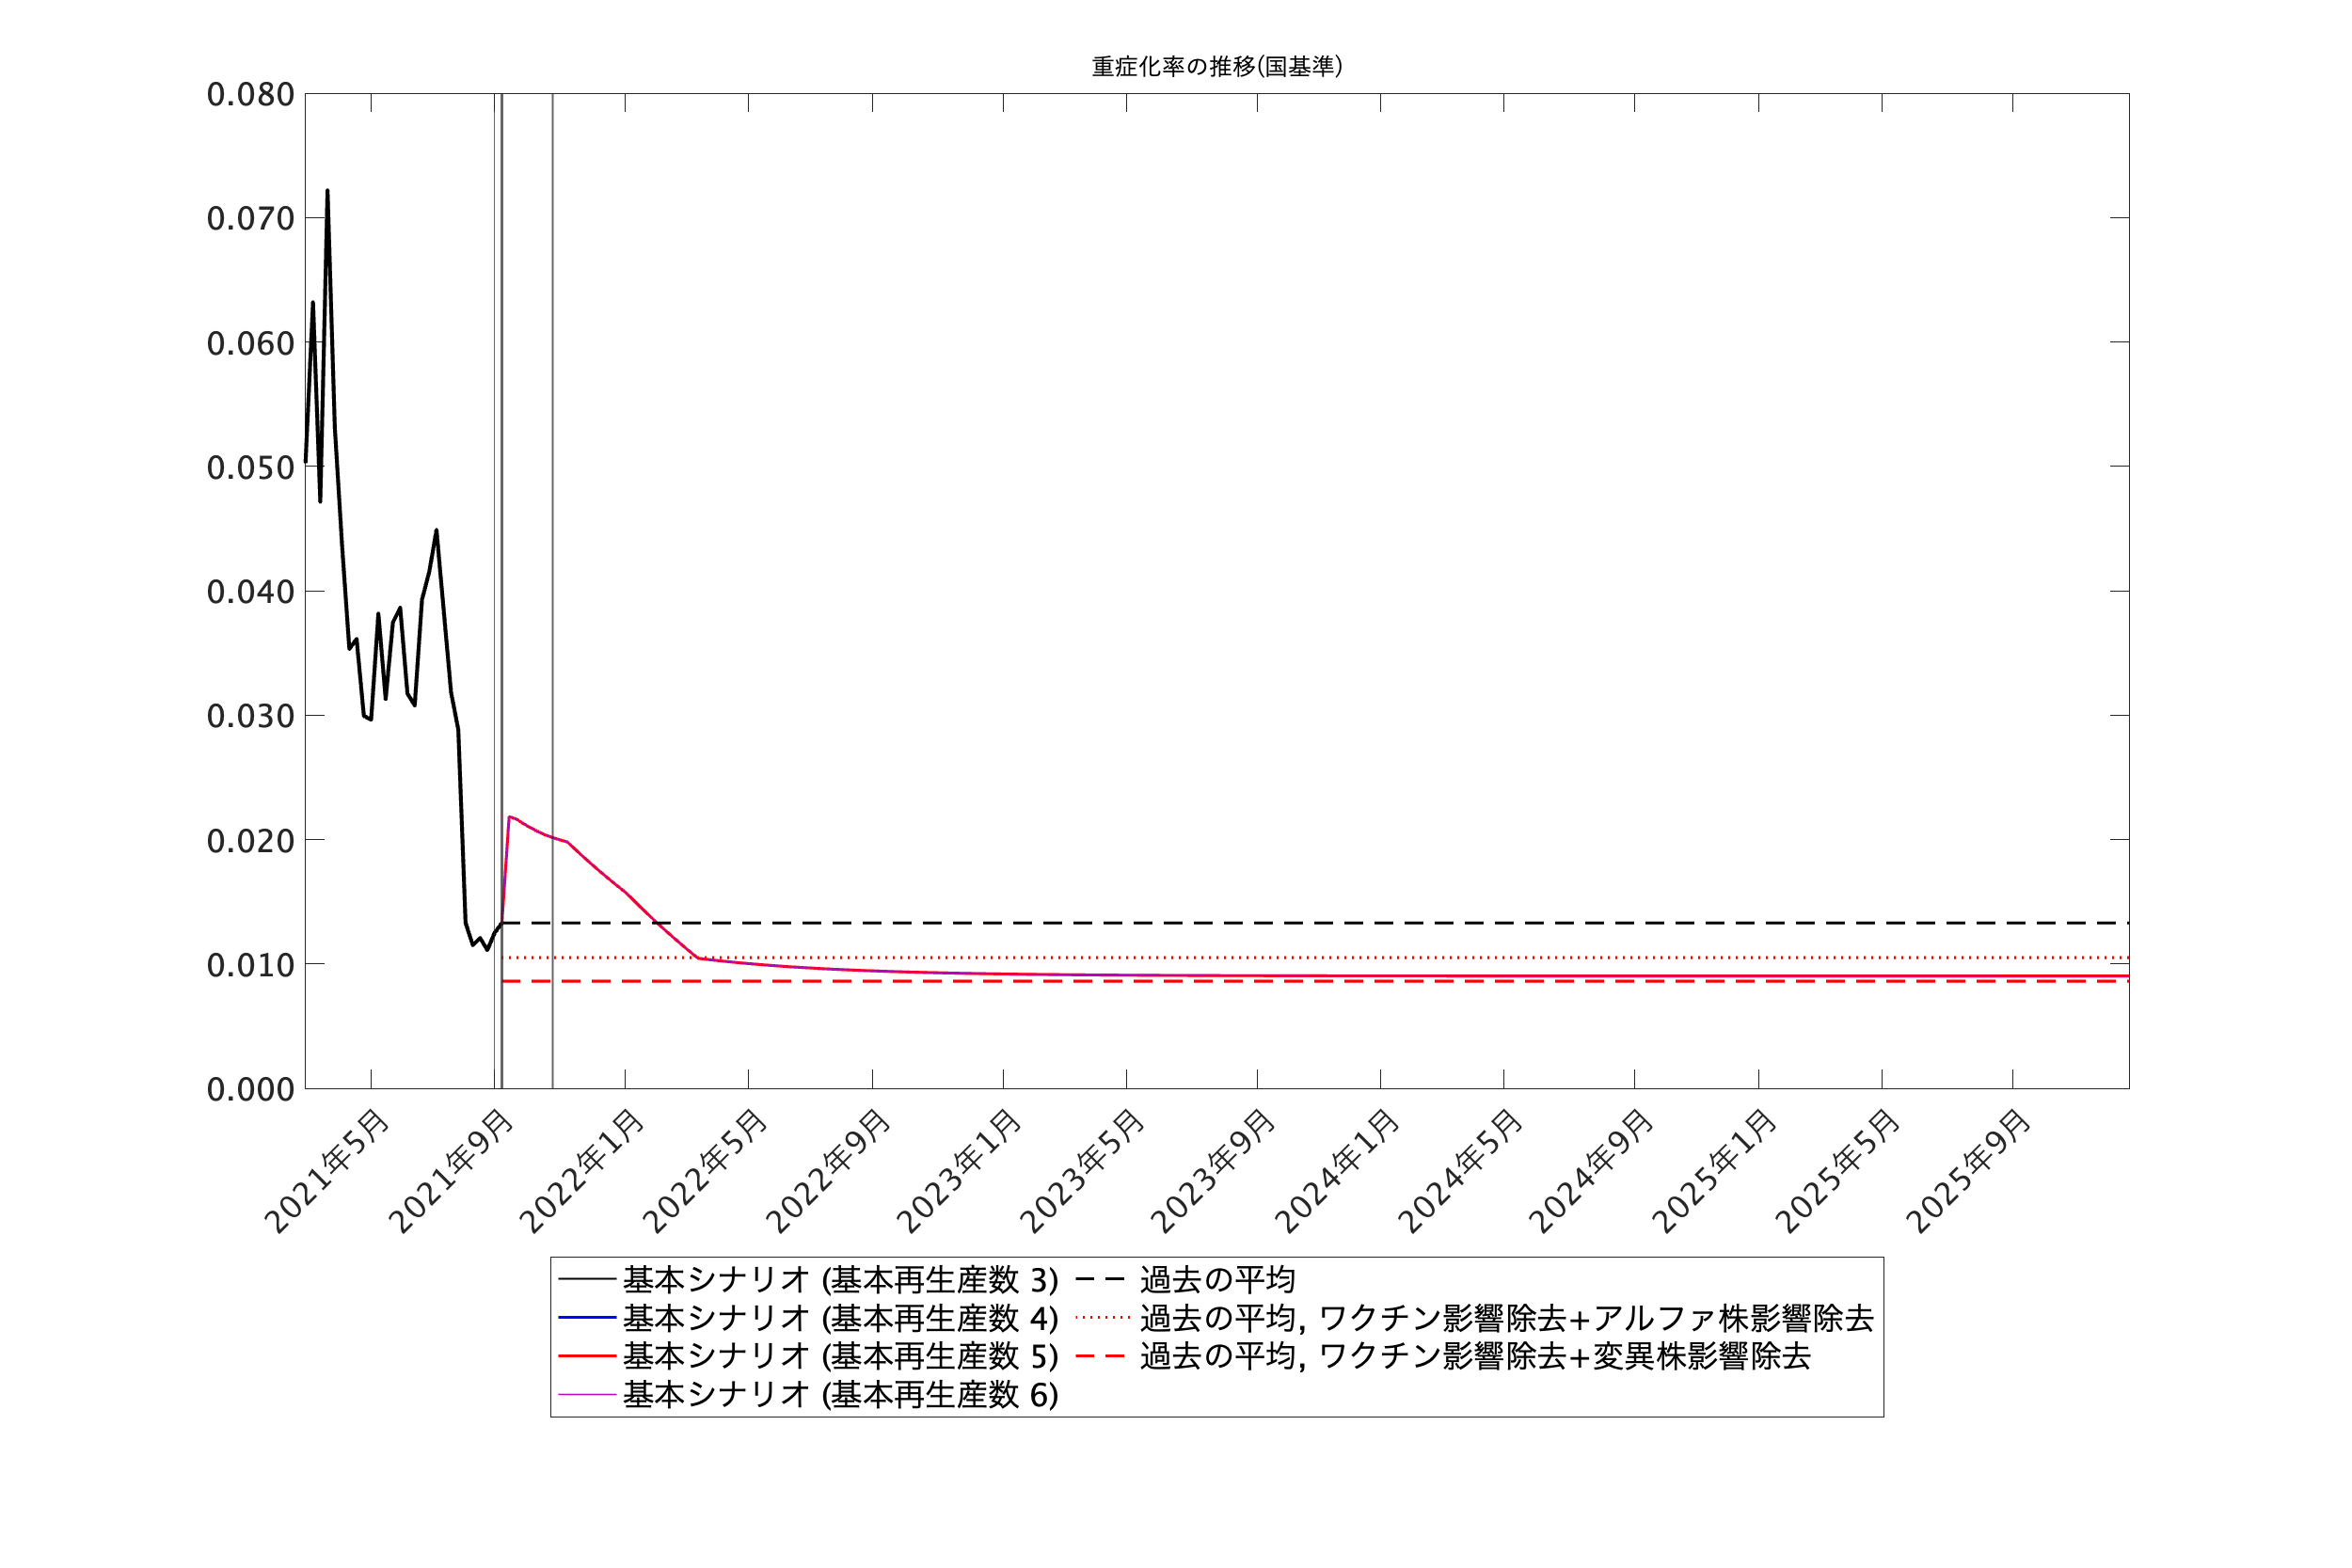 重症化率の推移(国基準)
0.080
0.070
0.060
0.050
0.040
0.030
0.020
0.010
0.000
2021年5月
2021年9月
2022年1月
2022年5月
2022年9月
2023年1月
2023年5月
2023年9月
2024年1月
2024年5月
2024年9月
2025年1月
2025年5月
2025年9月
基本シナリオ (基本再生産数 3)
基本シナリオ (基本再生産数 4)
基本シナリオ (基本再生産数 5)
基本シナリオ (基本再生産数 6)
過去の平均
過去の平均, ワクチン影響除去+アルファ株影響除去
過去の平均, ワクチン影響除去+変異株影響除去